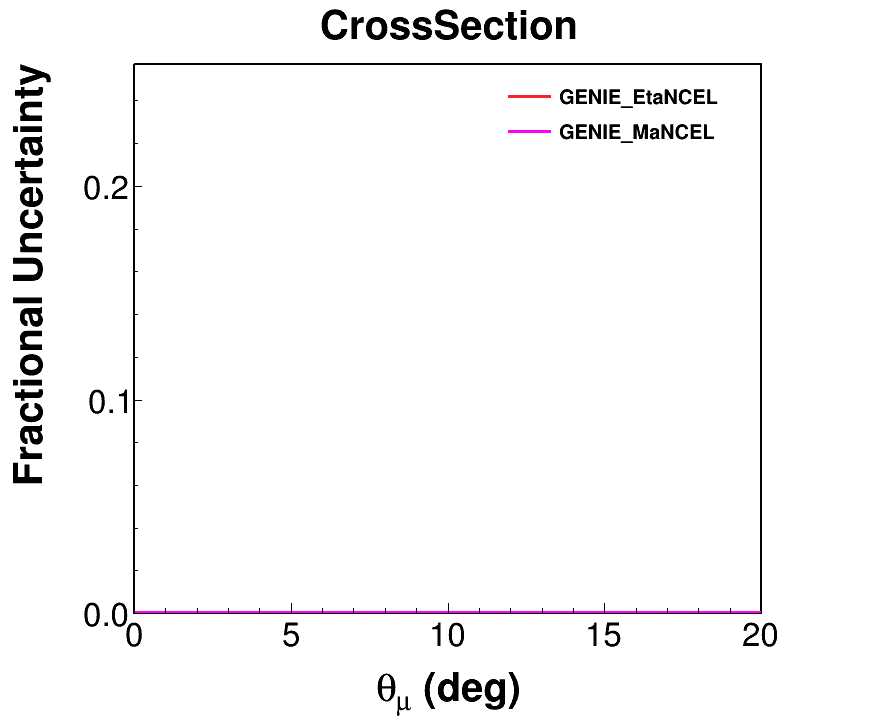 CrossSection
Fractional Uncertainty
GENIE_EtaNCEL
GENIE_MaNCEL
0.2
0.1
0.0
0 5 10 15 20
θμ (deg)